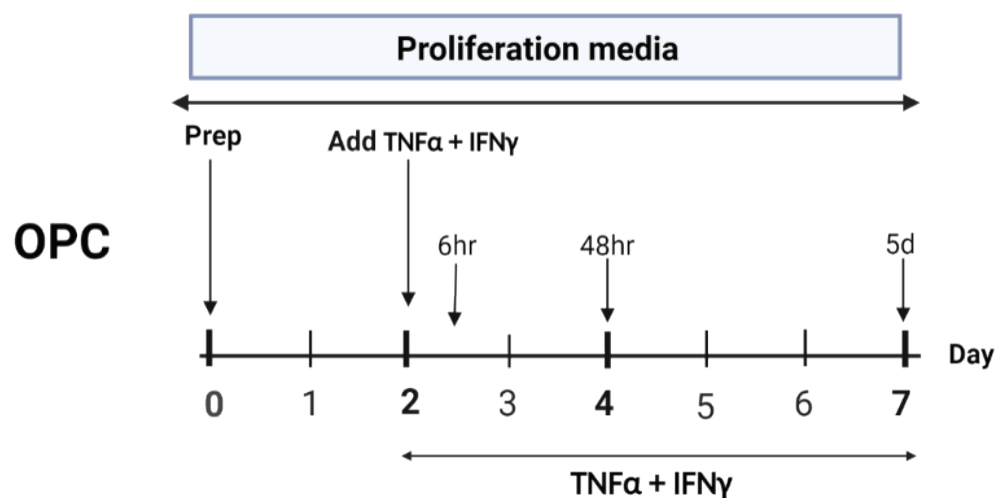 Proliferation media
Prep
Add TNFα + IFNγ
OPC
6hr
48hr
5d
Day
0 1 2 3 4 5 6 7
TNFα + IFNγ